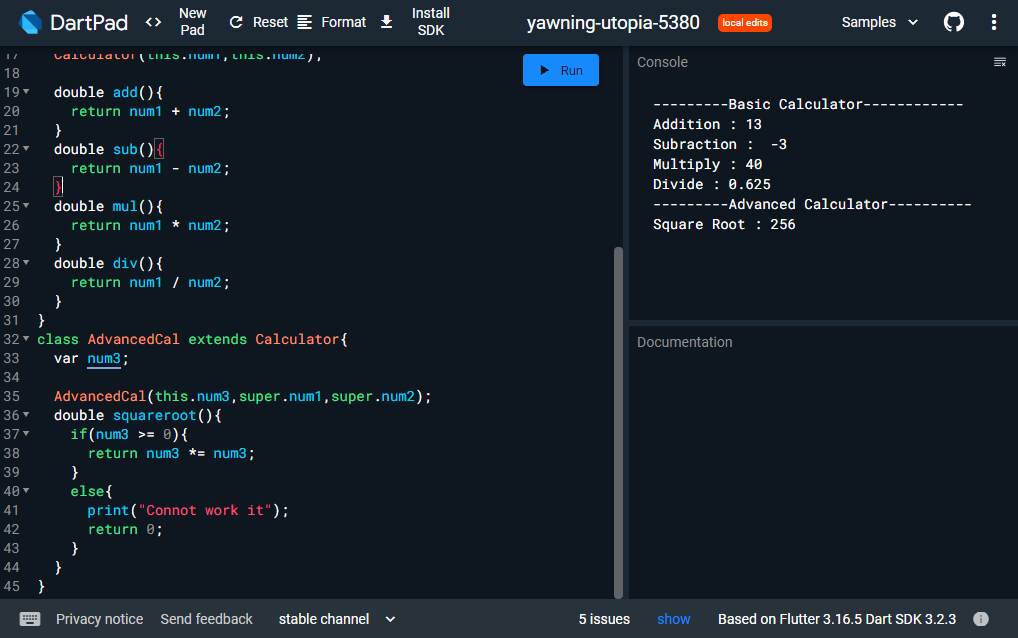 DartPad <> New Pad Reset Format Install SDK yawning-utopia-5380 local edits Samples
17 Calculator(this.num1,this.num2);
18
19 double add(){
20 return num1 + num2;
21 }
22 double sub(){
23 return num1 - num2;
24 }
25 double mul(){
26 return num1 * num2;
27 }
28 double div(){
29 return num1 / num2;
30 }
31 }
32 class AdvancedCal extends Calculator{
33 var num3;
34
35 AdvancedCal(this.num3,super.num1,super.num2);
36 double squareroot(){
37 if(num3 >= 0){
38 return num3 *= num3;
39 }
40 else{
41 print("Connot work it");
42 return 0;
43 }
44 }
45 }
Run
Console
---------Basic Calculator------------
Addition : 13
Subraction :  -3
Multiply : 40
Divide : 0.625
---------Advanced Calculator----------
Square Root : 256
Documentation
Privacy notice Send feedback stable channel 5 issues show Based on Flutter 3.16.5 Dart SDK 3.2.3